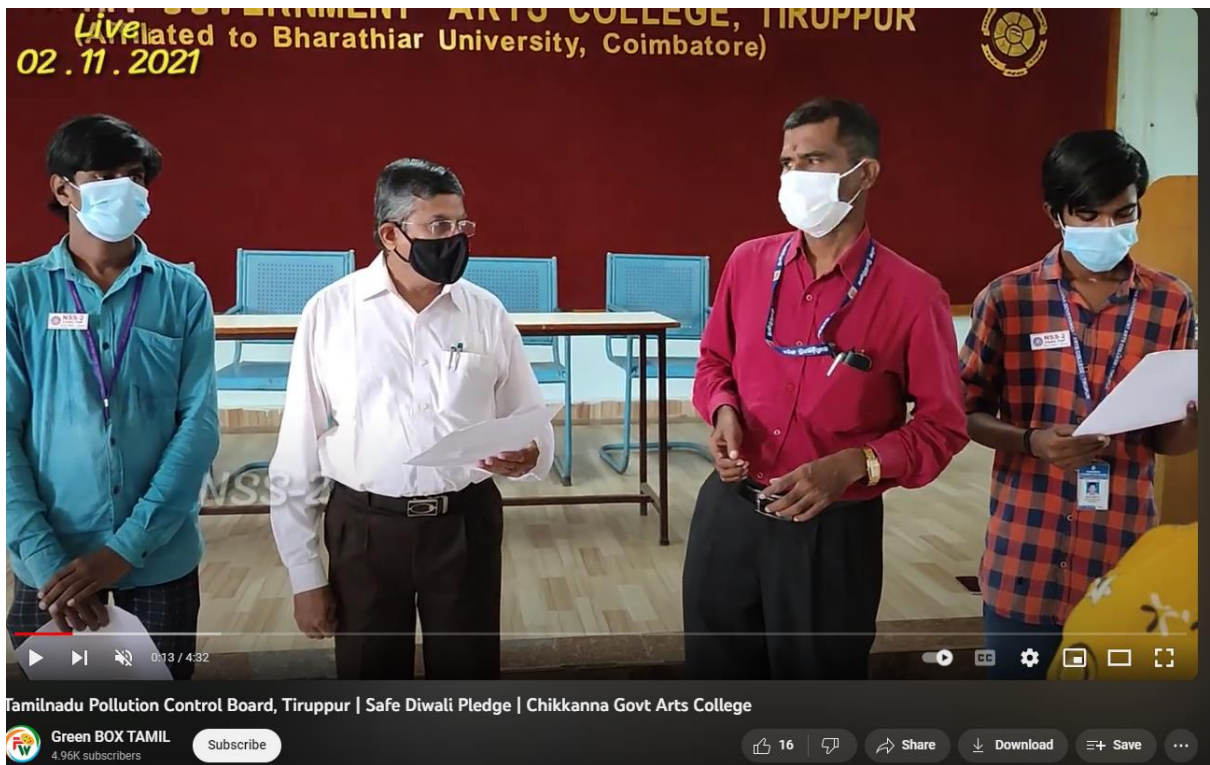 GOVERNMENT ARTS COLLEGE, TIRUPPUR
(Affiliated to Bharathiar University, Coimbatore)
Live
02 . 11 . 2021
NSS-2
NSS-2
NSS-2
0:13 / 4:32
CC
Tamilnadu Pollution Control Board, Tiruppur | Safe Diwali Pledge | Chikkanna Govt Arts College
Green BOX TAMIL
4.96K subscribers
Subscribe
16
Share
Download
Save